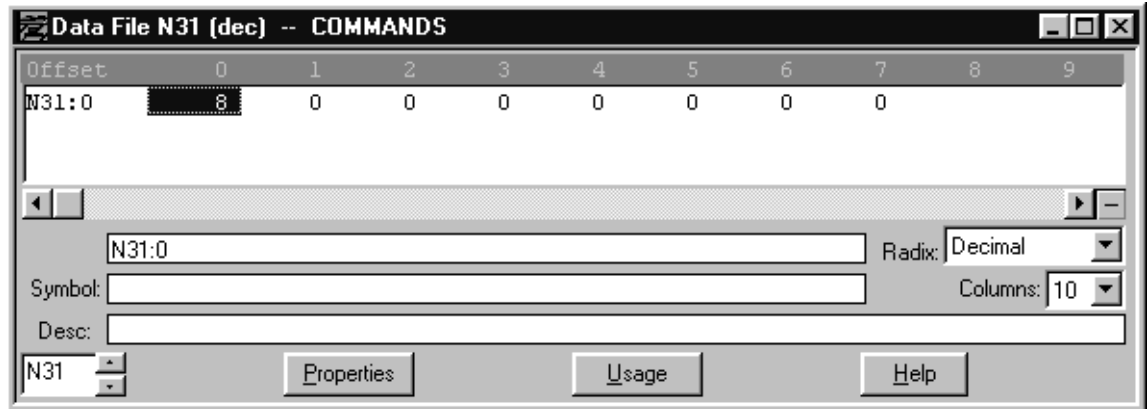 Data File N31 (dec) -- COMMANDS
Offset 0 1 2 3 4 5 6 7 8 9
N31:0 8 0 0 0 0 0 0 0
N31:0 Radix: Decimal
Symbol: Columns: 10
Desc:
N31 Properties Usage Help